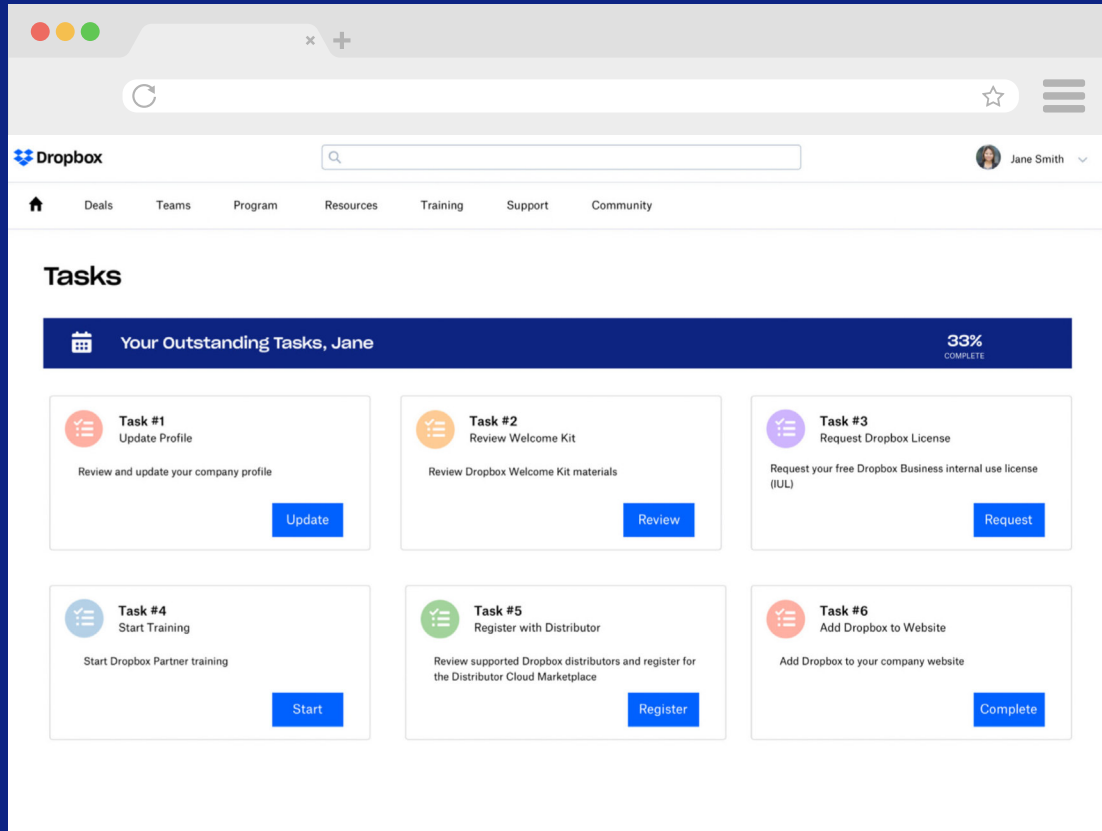 Dropbox
Jane Smith
Deals Teams Program Resources Training Support Community
Tasks
Your Outstanding Tasks, Jane
33%
COMPLETE
Task #1
Update Profile
Review and update your company profile
Update
Task #2
Review Welcome Kit
Review Dropbox Welcome Kit materials
Review
Task #3
Request Dropbox License
Request your free Dropbox Business internal use license
(IUL)
Request
Task #4
Start Training
Start Dropbox Partner training
Start
Task #5
Register with Distributor
Review supported Dropbox distributors and register for
the Distributor Cloud Marketplace
Register
Task #6
Add Dropbox to Website
Add Dropbox to your company website
Complete